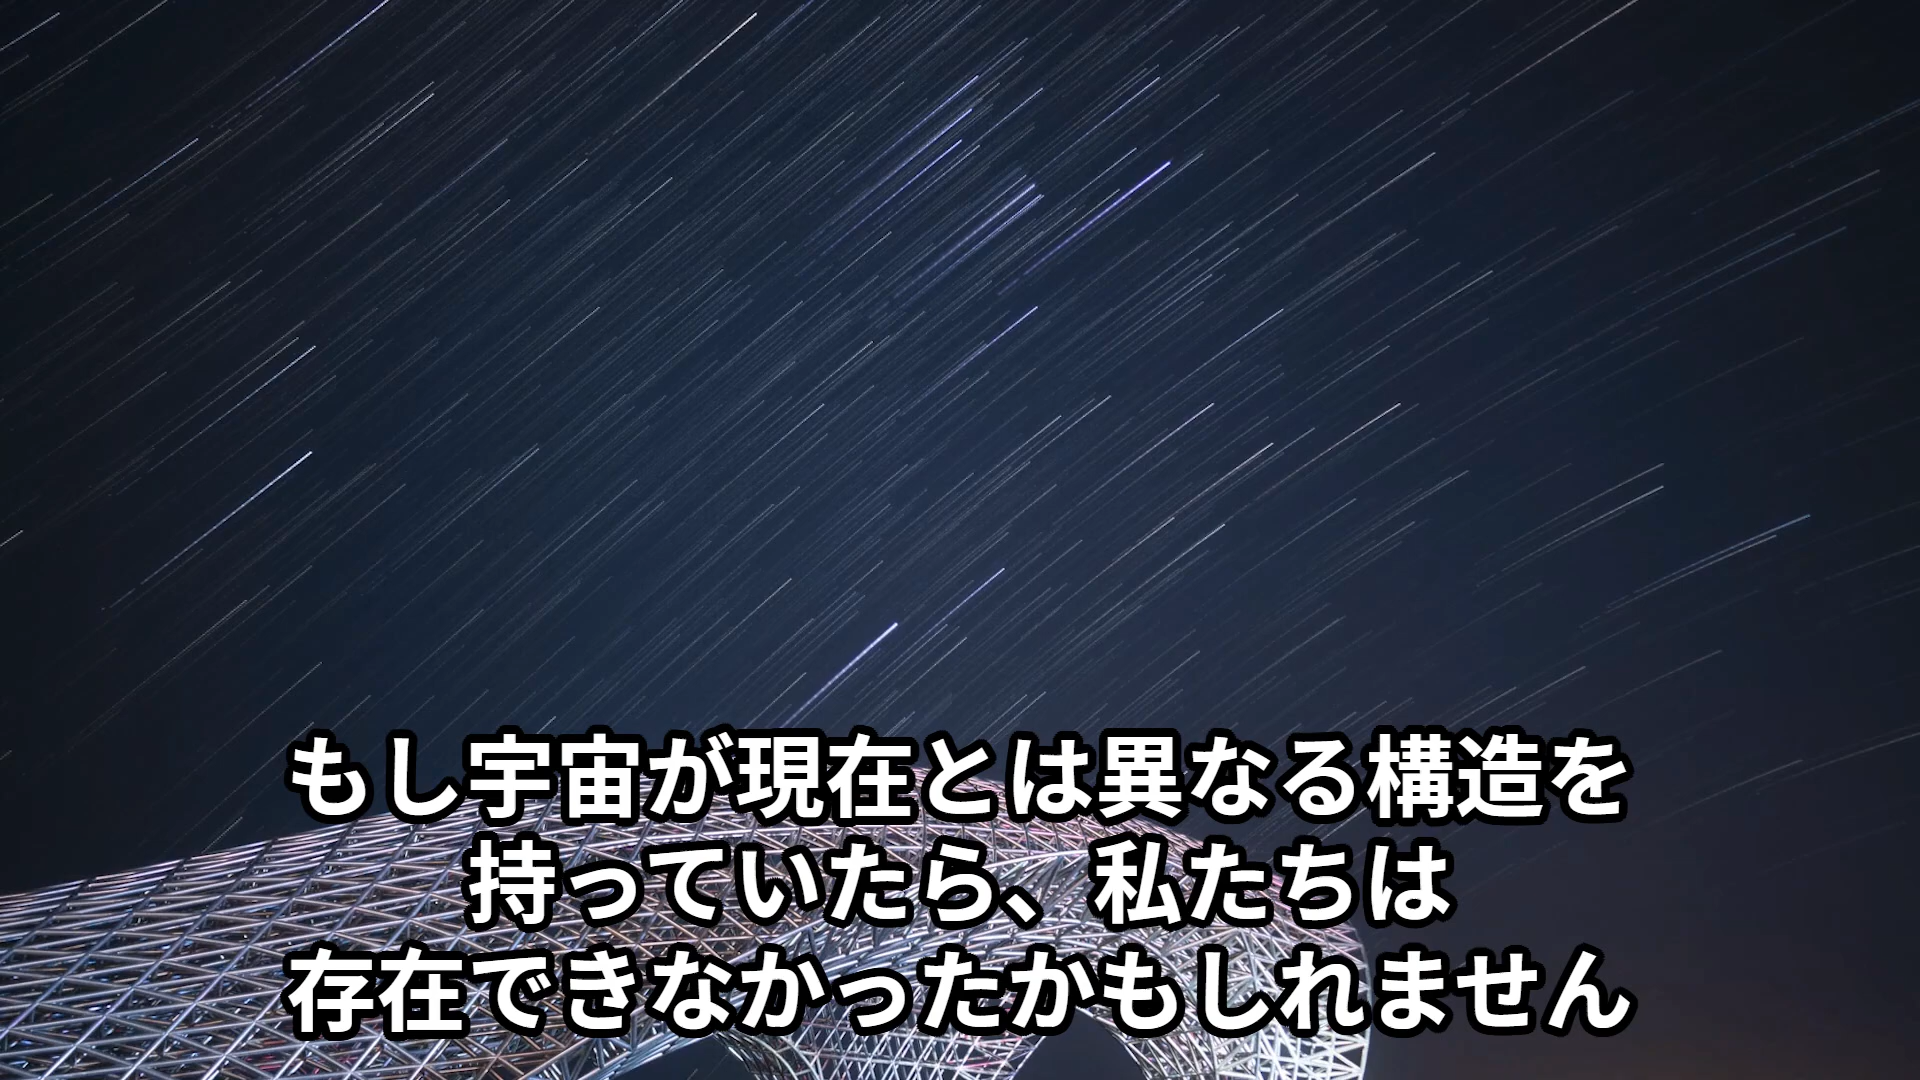 もし宇宙が現在とは異なる構造を
持っていたら、私たちは
存在できなかったかもしれません